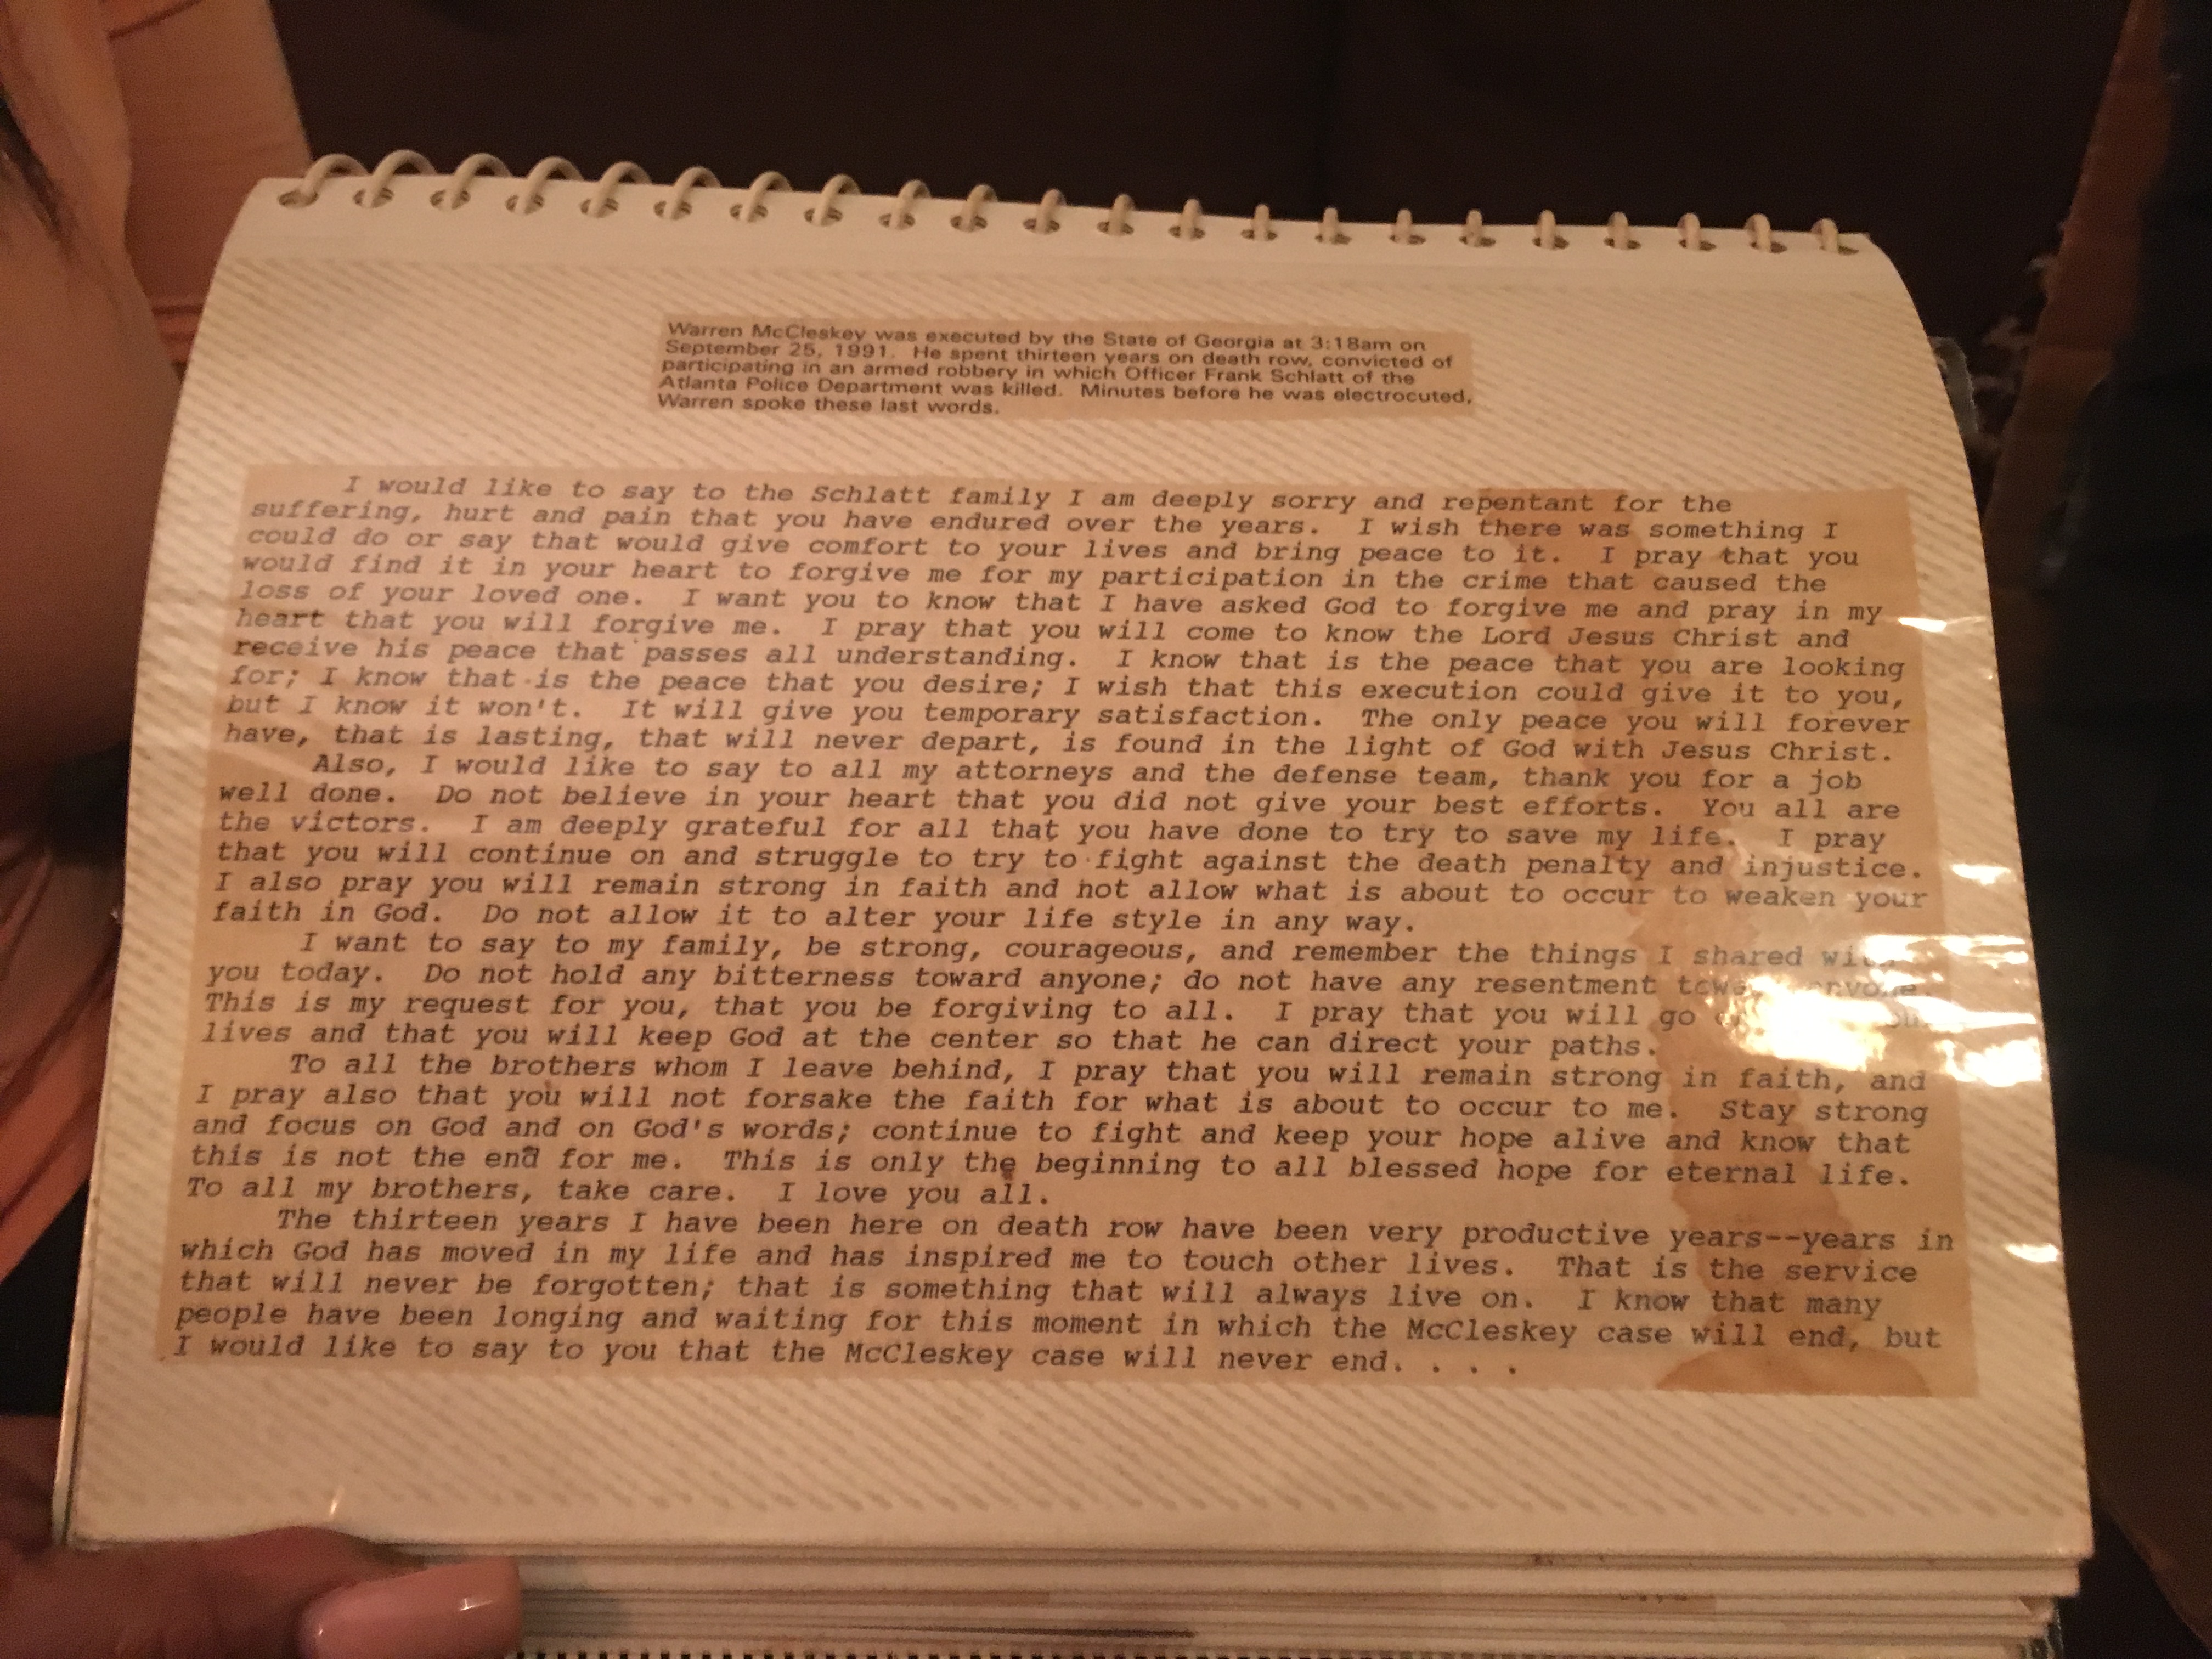 Warren McCleskey was executed by the State of Georgia at 3:18am on
September 25, 1991. He spent thirteen years on death row, convicted of
participating in an armed robbery in which Officer Frank Schlatt of the
Atlanta Police Department was killed. Minutes before he was electrocuted,
Warren spoke these last words.
I would like to say to the Schlatt family I am deeply sorry and repentant for the
suffering, hurt and pain that you have endured over the years. I wish there was something I
could do or say that would give comfort to your lives and bring peace to it. I pray that you
would find it in your heart to forgive me for my participation in the crime that caused the
loss of your loved one. I want you to know that I have asked God to forgive me and pray in my
heart that you will forgive me. I pray that you will come to know the Lord Jesus Christ and
receive his peace that passes all understanding. I know that is the peace that you are looking
for; I know that is the peace that you desire; I wish that this execution could give it to you,
but I know it won't. It will give you temporary satisfaction. The only peace you will forever
have, that is lasting, that will never depart, is found in the light of God with Jesus Christ.
Also, I would like to say to all my attorneys and the defense team, thank you for a job
well done. Do not believe in your heart that you did not give your best efforts. You all are
the victors. I am deeply grateful for all that you have done to try to save my life. I pray
that you will continue on and struggle to try to fight against the death penalty and injustice.
I also pray you will remain strong in faith and not allow what is about to occur to weaken your
faith in God. Do not allow it to alter your life style in any way.
I want to say to my family, be strong, courageous, and remember the things I shared with
you today. Do not hold any bitterness toward anyone; do not have any resentment toward anyone.
This is my request for you, that you be forgiving to all. I pray that you will go
lives and that you will keep God at the center so that he can direct your paths.
To all the brothers whom I leave behind, I pray that you will remain strong in faith, and
I pray also that you will not forsake the faith for what is about to occur to me. Stay strong
and focus on God and on God's words; continue to fight and keep your hope alive and know that
this is not the end for me. This is only the beginning to all blessed hope for eternal life.
To all my brothers, take care. I love you all.
The thirteen years I have been here on death row have been very productive years--years in
which God has moved in my life and has inspired me to touch other lives. That is the service
that will never be forgotten; that is something that will always live on. I know that many
people have been longing and waiting for this moment in which the McCleskey case will end, but
I would like to say to you that the McCleskey case will never end. . . .